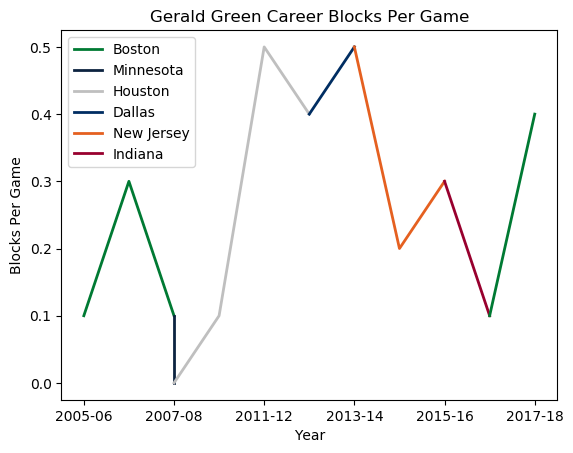 Gerald Green Career Blocks Per Game
Boston
Minnesota
Houston
Dallas
New Jersey
Indiana
Blocks Per Game
0.5
0.4
0.3
0.2
0.1
0.0
2005-06 2007-08 2011-12 2013-14 2015-16 2017-18
Year